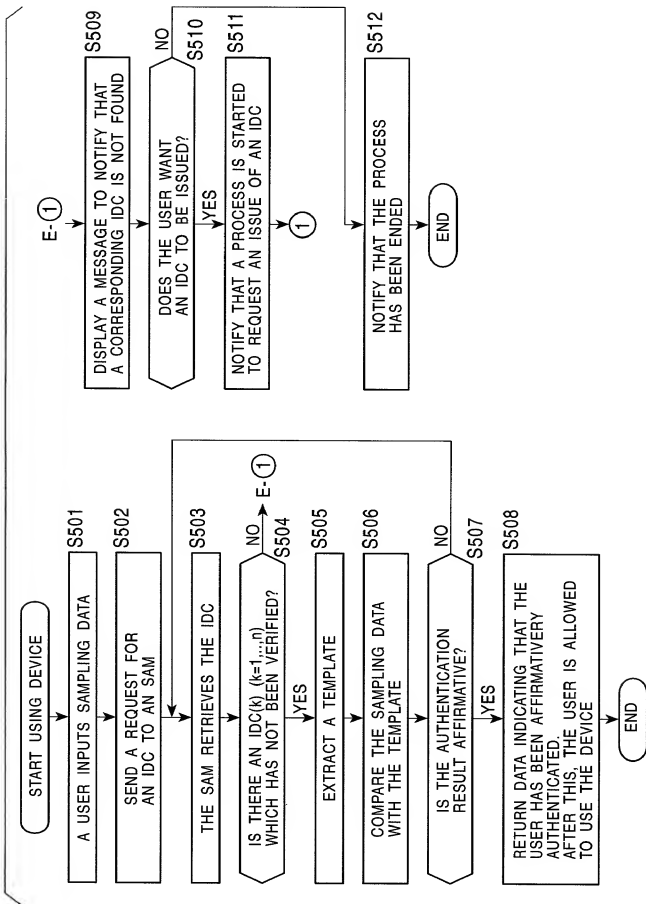 START USING DEVICE
S501
A USER INPUTS SAMPLING DATA
S502
SEND A REQUEST FOR
AN IDC TO AN SAM
S503
THE SAM RETRIEVES THE IDC
NO
E-1
S504
IS THERE AN IDC(k) (k=1,...,n)
WHICH HAS NOT BEEN VERIFIED?
YES
S505
EXTRACT A TEMPLATE
S506
COMPARE THE SAMPLING DATA
WITH THE TEMPLATE
NO
S507
IS THE AUTHENTICATION
RESULT AFFIRMATIVE?
YES
S508
RETURN DATA INDICATING THAT THE
USER HAS BEEN AFFIRMATIVERY
AUTHENTICATED.
AFTER THIS, THE USER IS ALLOWED
TO USE THE DEVICE
END
E-1
S509
DISPLAY A MESSAGE TO NOTIFY THAT
A CORRESPONDING IDC IS NOT FOUND
NO
S510
DOES THE USER WANT
AN IDC TO BE ISSUED?
YES
S511
NOTIFY THAT A PROCESS IS STARTED
TO REQUEST AN ISSUE OF AN IDC
1
S512
NOTIFY THAT THE PROCESS
HAS BEEN ENDED
END